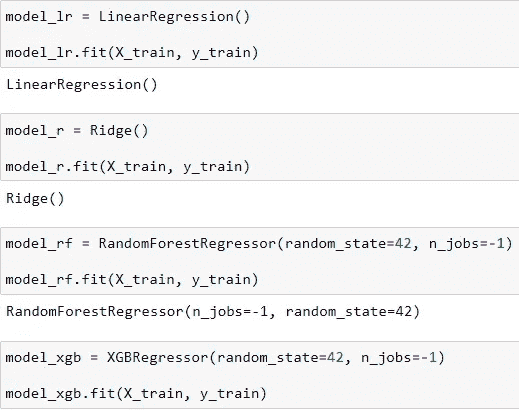 model_lr = LinearRegression()
model_lr.fit(X_train, y_train)
LinearRegression()
model_r = Ridge()
model_r.fit(X_train, y_train)
Ridge()
model_rf = RandomForestRegressor(random_state=42, n_jobs=-1)
model_rf.fit(X_train, y_train)
RandomForestRegressor(n_jobs=-1, random_state=42)
model_xgb = XGBRegressor(random_state=42, n_jobs=-1)
model_xgb.fit(X_train, y_train)